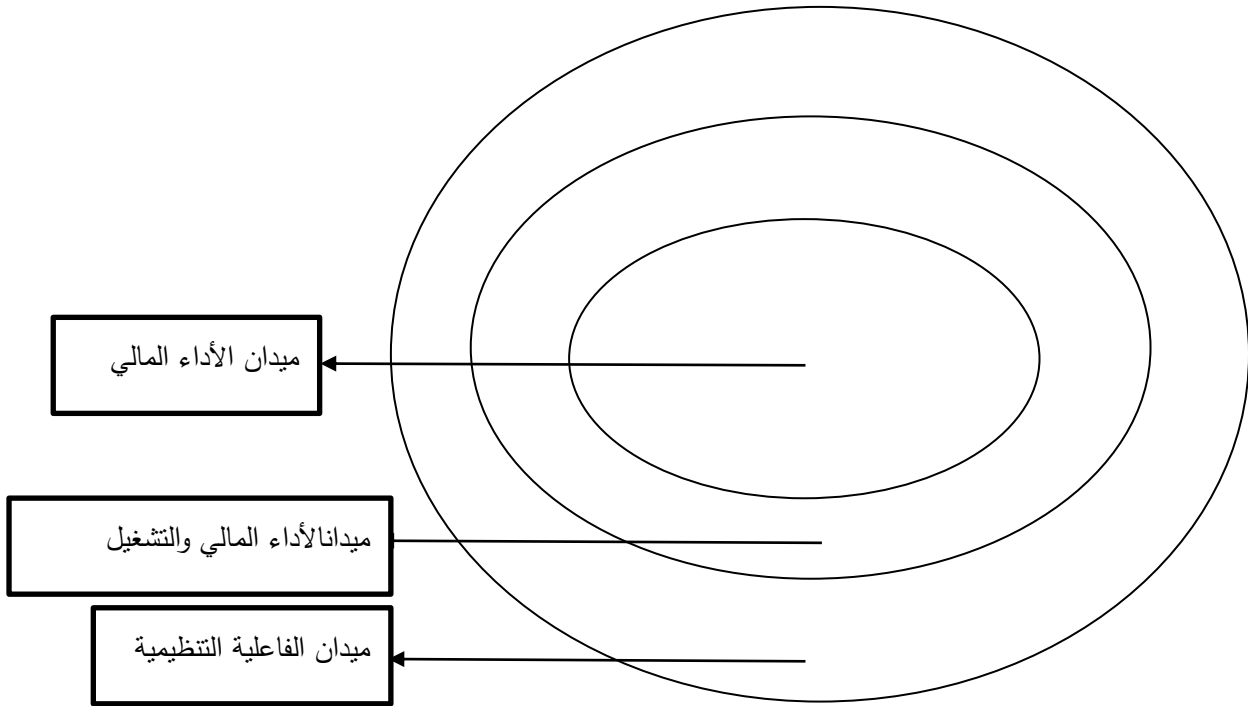 ميدان الأداء المالي
ميدانالأداء المالي والتشغيل
ميدان الفاعلية التنظيمية